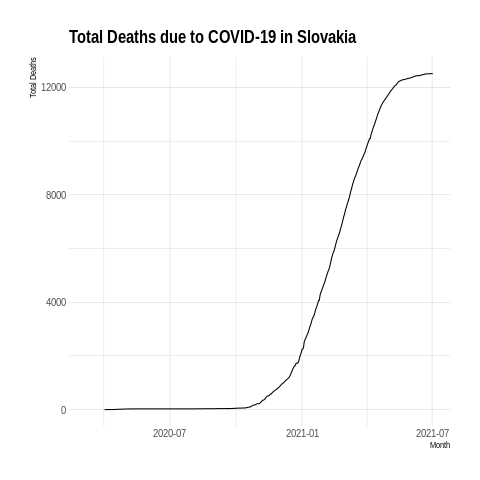 Total Deaths due to COVID-19 in Slovakia
Total Deaths
12000
8000
4000
0
2020-07
2021-01
2021-07
Month